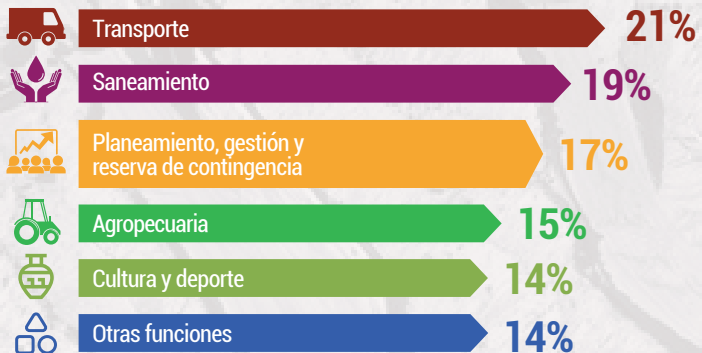 Transporte 21%
Saneamiento 19%
Planeamiento, gestión y
reserva de contingencia 17%
Agropecuaria 15%
Cultura y deporte 14%
Otras funciones 14%